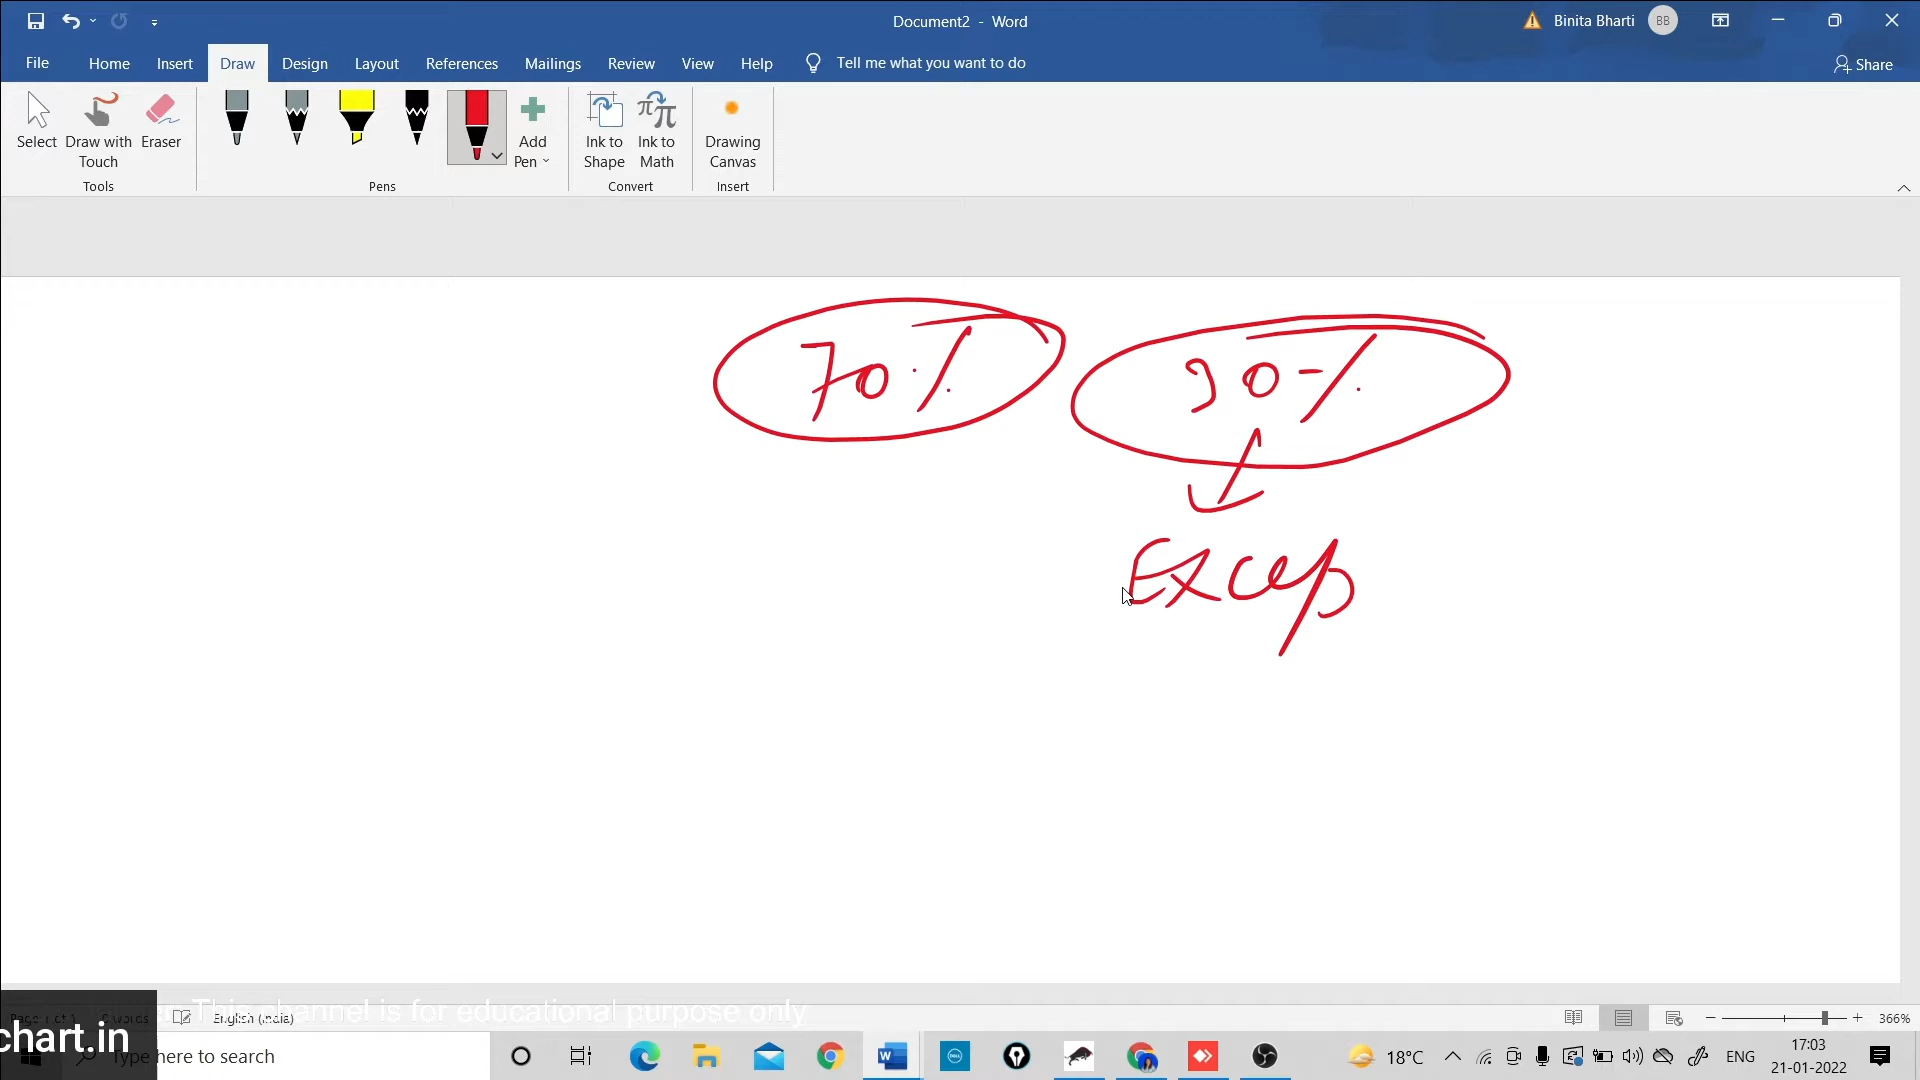 Document2 - Word
Binita Bharti
BB
File Home Insert Draw Design Layout References Mailings Review View Help Tell me what you want to do
Share
Select
Draw with Touch
Eraser
Add Pen
Ink to Shape
Ink to Math
Drawing Canvas
Tools
Pens
Convert
Insert
70%
90%
Excep
This channel is for educational purpose only
English (India)
366%
chart.in
Type here to search
18°C
ENG
17:03
21-01-2022